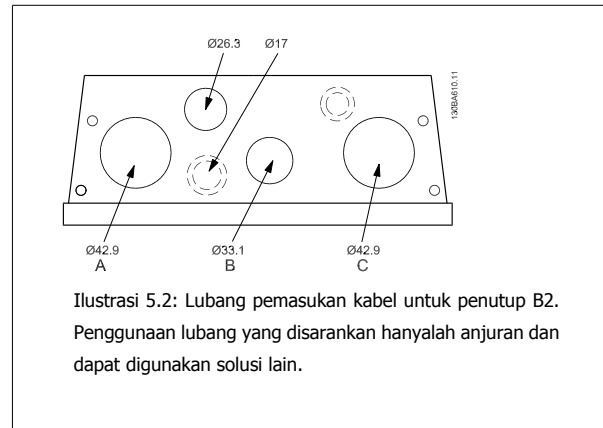 Ø26.3 Ø17
130BA610.11
Ø42.9 Ø33.1 Ø42.9
A B C
Ilustrasi 5.2: Lubang pemasukan kabel untuk penutup B2.
Penggunaan lubang yang disarankan hanyalah anjuran dan
dapat digunakan solusi lain.